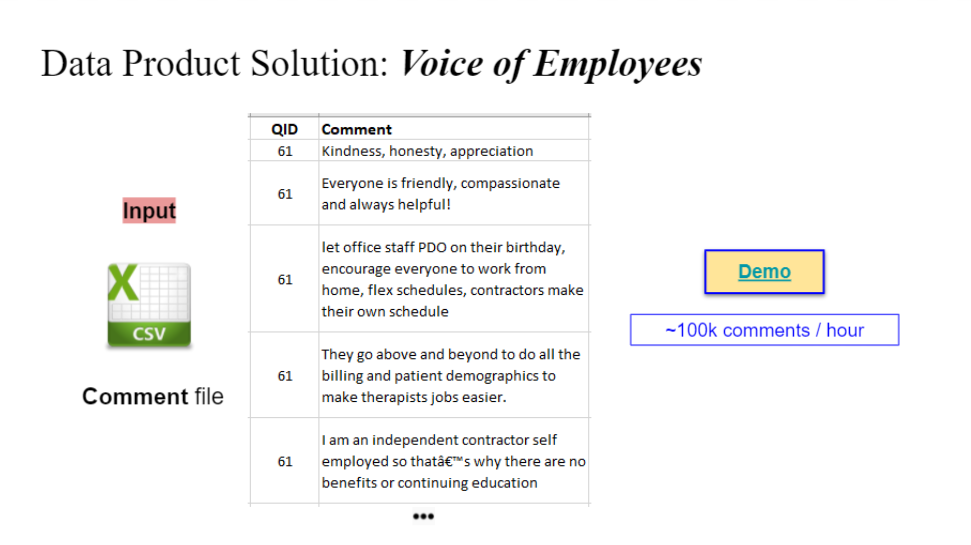 Data Product Solution: Voice of Employees
QID Comment
61 Kindness, honesty, appreciation
61 Everyone is friendly, compassionate
and always helpful!
Input
61 let office staff PDO on their birthday,
encourage everyone to work from
home, flex schedules, contractors make
their own schedule
X
CSV
Comment file
61 They go above and beyond to do all the
billing and patient demographics to
make therapists jobs easier.
61 I am an independent contractor self
employed so thatâ€™s why there are no
benefits or continuing education
•••
Demo
~100k comments / hour